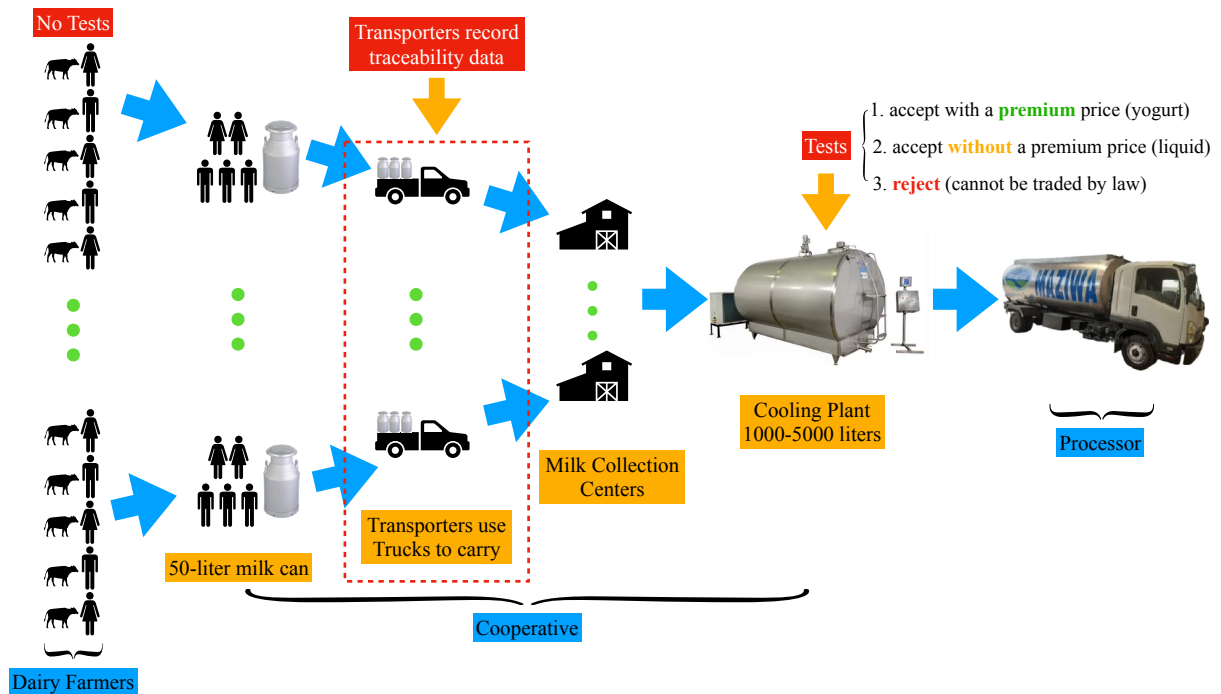 No Tests
Transporters record
traceability data
Tests
1. accept with a premium price (yogurt)
2. accept without a premium price (liquid)
3. reject (cannot be traded by law)
MAZIWA
Cooling Plant
1000-5000 liters
Processor
Milk Collection
Centers
Transporters use
Trucks to carry
50-liter milk can
Cooperative
Dairy Farmers